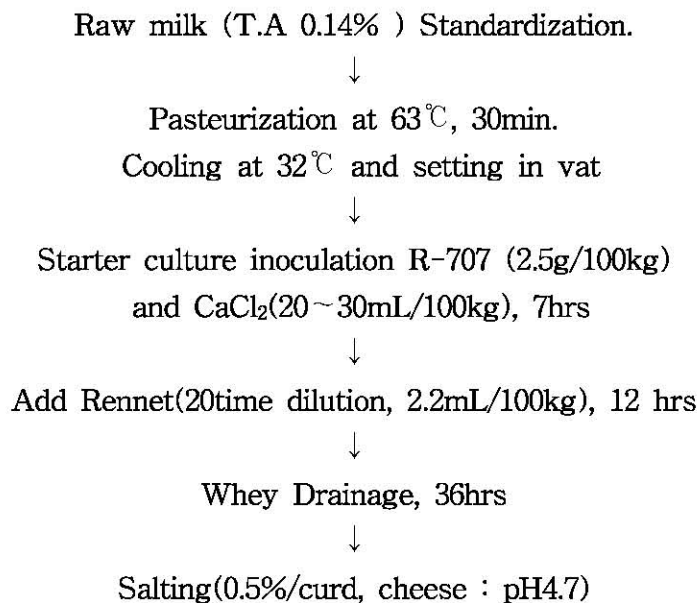 Raw milk (T.A 0.14% ) Standardization.
↓
Pasteurization at 63℃, 30min.
Cooling at 32℃ and setting in vat
↓
Starter culture inoculation R-707 (2.5g/100kg)
and CaCl₂(20～30mL/100kg), 7hrs
↓
Add Rennet(20time dilution, 2.2mL/100kg), 12 hrs
↓
Whey Drainage, 36hrs
↓
Salting(0.5%/curd, cheese : pH4.7)